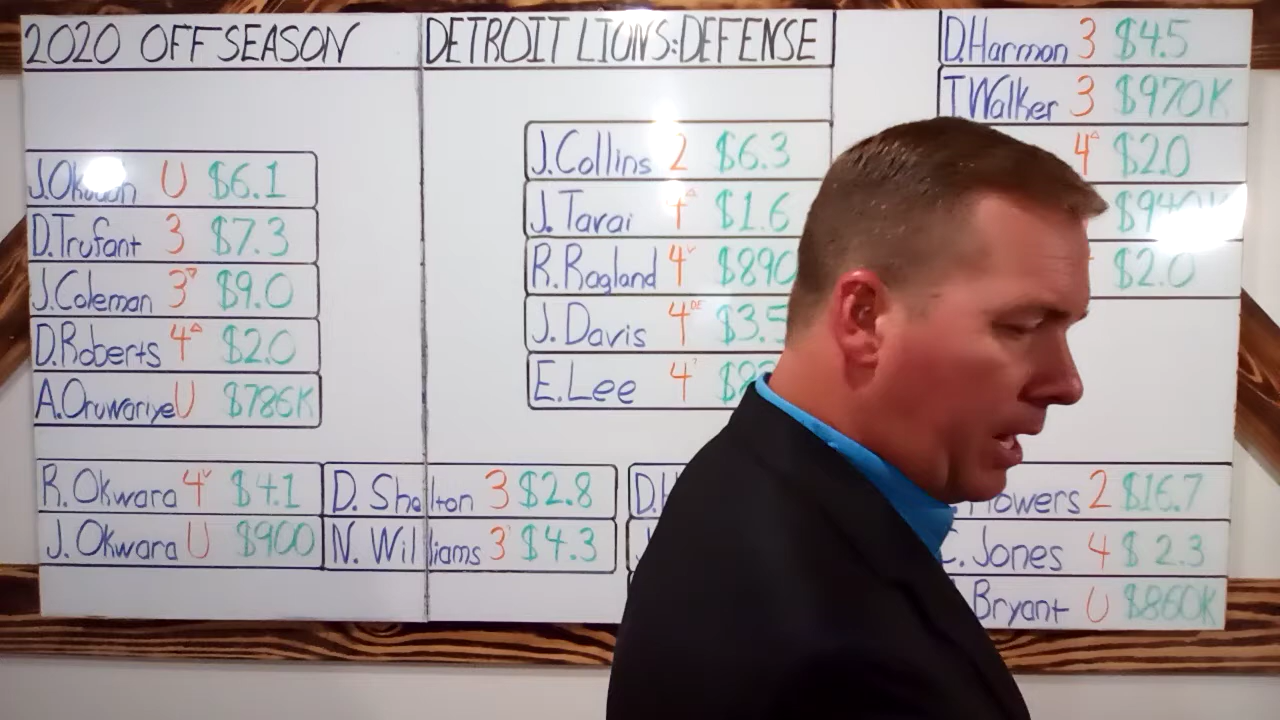 2020 OFFSEASON DETROIT LIONS:DEFENSE
D.Harmon 3 $4.5
T.Walker 3 $970K
4 $2.0
$2.0
J.Collins 2 $6.3
J.Tavai 4 $1.6
R.Ragland 4 $890
J.Davis 4 $3.5
E.Lee 4
J. U $6.1
D.Trufant 3 $7.3
J.Coleman 3 $9.0
D.Roberts 4 $2.0
A.Oruwariye U $786K
R.Okwara 4 $4.1
J.Okwara U $900
D.Shelton 3 $2.8
N.Williams 3 $4.3
2 $16.7
C.Jones 4 $2.3
Bryant U $860K